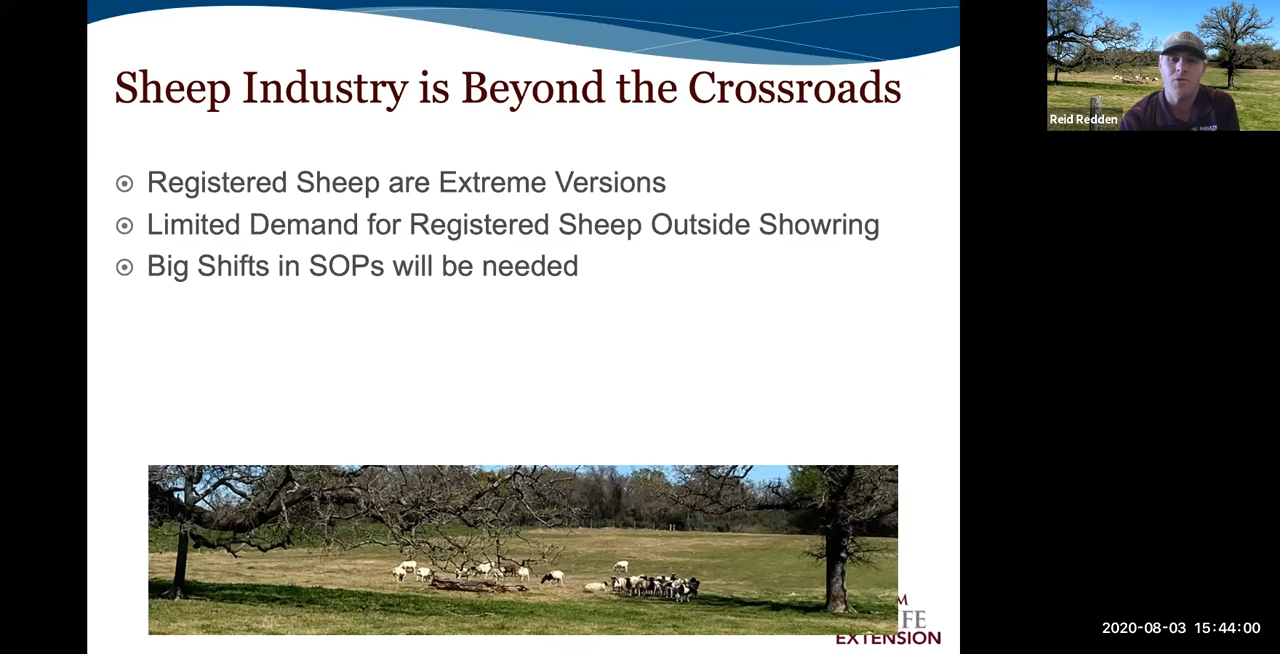 Sheep Industry is Beyond the Crossroads
Reid Redden
Registered Sheep are Extreme Versions
Limited Demand for Registered Sheep Outside Showring
Big Shifts in SOPs will be needed
M
FE
EXTENSION
2020-08-03 15:44:00